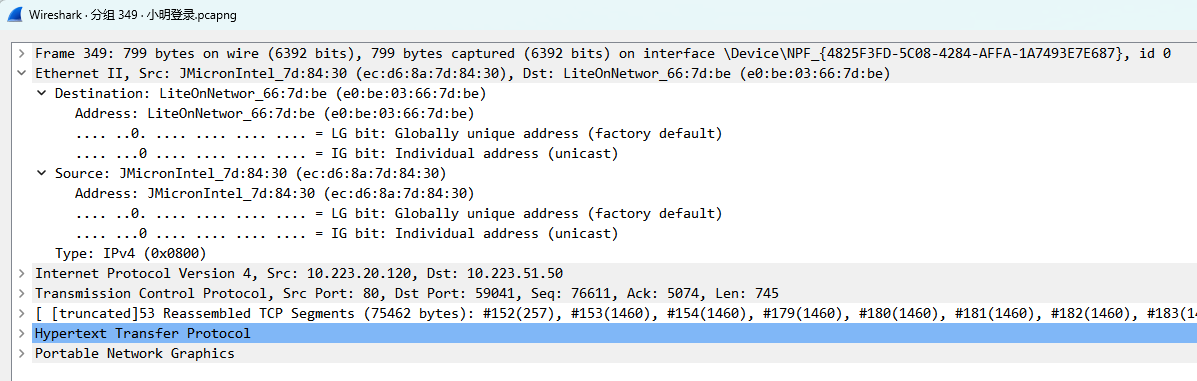 Wireshark · 分组 349 · 小明登录.pcapng
Frame 349: 799 bytes on wire (6392 bits), 799 bytes captured (6392 bits) on interface \Device\NPF_{4825F3FD-5C08-4284-AFFA-1A7493E7E687}, id 0
Ethernet II, Src: JMicronIntel_7d:84:30 (ec:d6:8a:7d:84:30), Dst: LiteOnNetwor_66:7d:be (e0:be:03:66:7d:be)
Destination: LiteOnNetwor_66:7d:be (e0:be:03:66:7d:be)
Address: LiteOnNetwor_66:7d:be (e0:be:03:66:7d:be)
.... ..0. .... .... .... .... = LG bit: Globally unique address (factory default)
.... ...0 .... .... .... .... = IG bit: Individual address (unicast)
Source: JMicronIntel_7d:84:30 (ec:d6:8a:7d:84:30)
Address: JMicronIntel_7d:84:30 (ec:d6:8a:7d:84:30)
.... ..0. .... .... .... .... = LG bit: Globally unique address (factory default)
.... ...0 .... .... .... .... = IG bit: Individual address (unicast)
Type: IPv4 (0x0800)
Internet Protocol Version 4, Src: 10.223.20.120, Dst: 10.223.51.50
Transmission Control Protocol, Src Port: 80, Dst Port: 59041, Seq: 76611, Ack: 5074, Len: 745
[ [truncated]53 Reassembled TCP Segments (75462 bytes): #152(257), #153(1460), #154(1460), #179(1460), #180(1460), #181(1460), #182(1460), #183(14
Hypertext Transfer Protocol
Portable Network Graphics